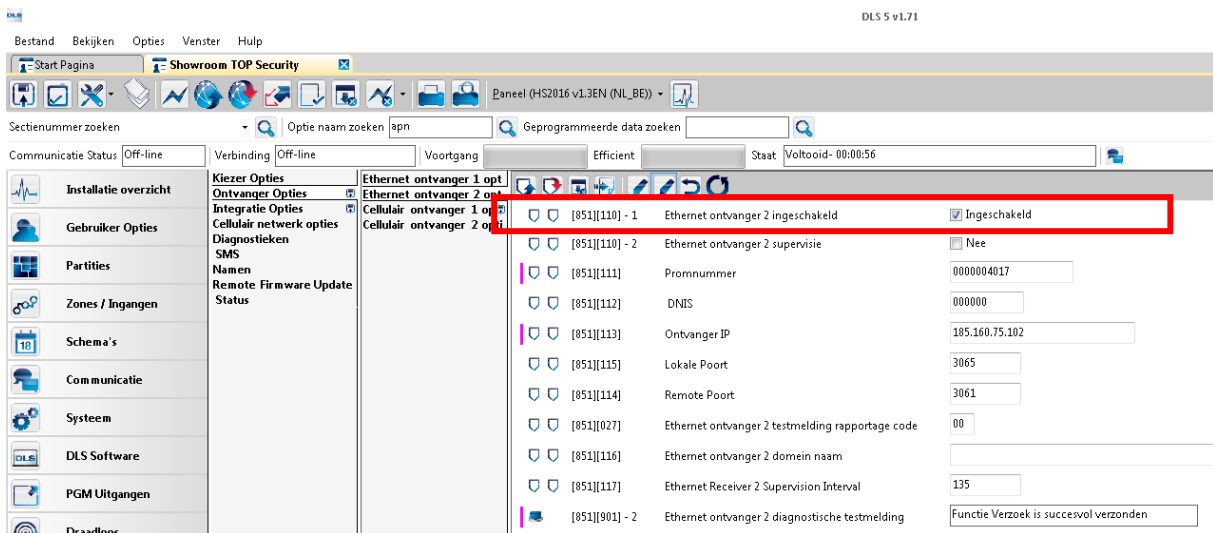 DLS
DLS 5 v1.71
Bestand Bekijken Opties Venster Hulp
Start Pagina Showroom TOP Security
Paneel (HS2016 v1.3EN (NL_BE))
Sectienummer zoeken Optie naam zoeken apn Geprogrammeerde data zoeken
Communicatie Status Off-line Verbinding Off-line Voortgang Efficient Staat Voltooid- 00:00:56
Installatie overzicht
Gebruiker Opties
Partities
Zones / Ingangen
18 Schema's
Communicatie
Systeem
DLS DLS Software
PGM Uitgangen
Draadloos
Kiezer Opties
Ontvanger Opties
Integratie Opties
Cellulair netwerk opties
Diagnostieken
SMS
Namen
Remote Firmware Update
Status
Ethernet ontvanger 1 opt
Ethernet ontvanger 2 opt
Cellulair ontvanger 1 op
Cellulair ontvanger 2 opti
[851][110] - 1 Ethernet ontvanger 2 ingeschakeld Ingeschakeld
[851][110] - 2 Ethernet ontvanger 2 supervisie Nee
[851][111] Promnummer 0000004017
[851][112] DNIS 000000
[851][113] Ontvanger IP 185.160.75.102
[851][115] Lokale Poort 3065
[851][114] Remote Poort 3061
[851][027] Ethernet ontvanger 2 testmelding rapportage code 00
[851][116] Ethernet ontvanger 2 domein naam
[851][117] Ethernet Receiver 2 Supervision Interval 135
[851][901] - 2 Ethernet ontvanger 2 diagnostische testmelding Functie Verzoek is succesvol verzonden